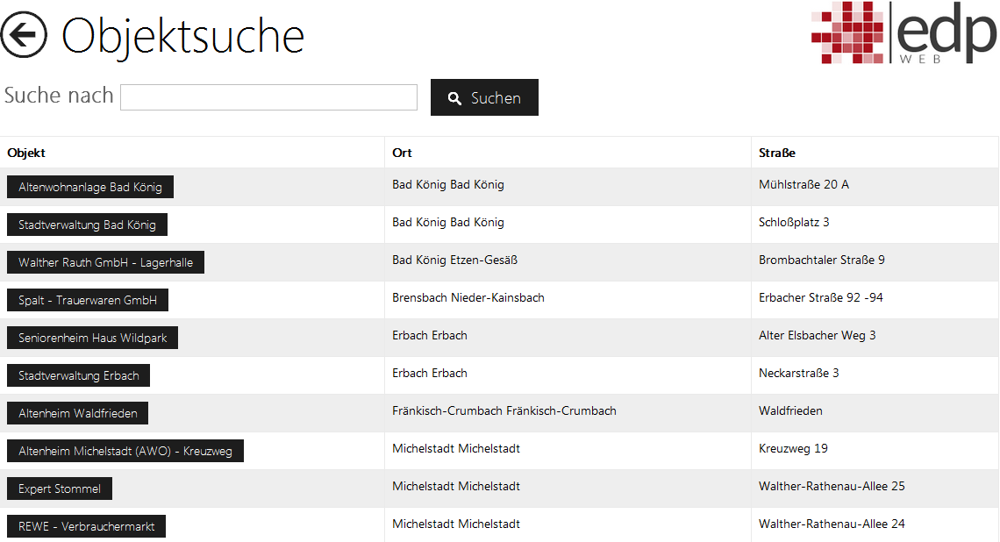 Objektsuche
edp
WEB
Suche nach
Suchen
Objekt Ort Straße
Altenwohnanlage Bad König Bad König Bad König Mühlstraße 20 A
Stadtverwaltung Bad König Bad König Bad König Schloßplatz 3
Walther Rauth GmbH - Lagerhalle Bad König Etzen-Gesäß Brombachtaler Straße 9
Spalt - Trauerwaren GmbH Brensbach Nieder-Kainsbach Erbacher Straße 92 -94
Seniorenheim Haus Wildpark Erbach Erbach Alter Elsbacher Weg 3
Stadtverwaltung Erbach Erbach Erbach Neckarstraße 3
Altenheim Waldfrieden Fränkisch-Crumbach Fränkisch-Crumbach Waldfrieden
Altenheim Michelstadt (AWO) - Kreuzweg Michelstadt Michelstadt Kreuzweg 19
Expert Stommel Michelstadt Michelstadt Walther-Rathenau-Allee 25
REWE - Verbrauchermarkt Michelstadt Michelstadt Walther-Rathenau-Allee 24